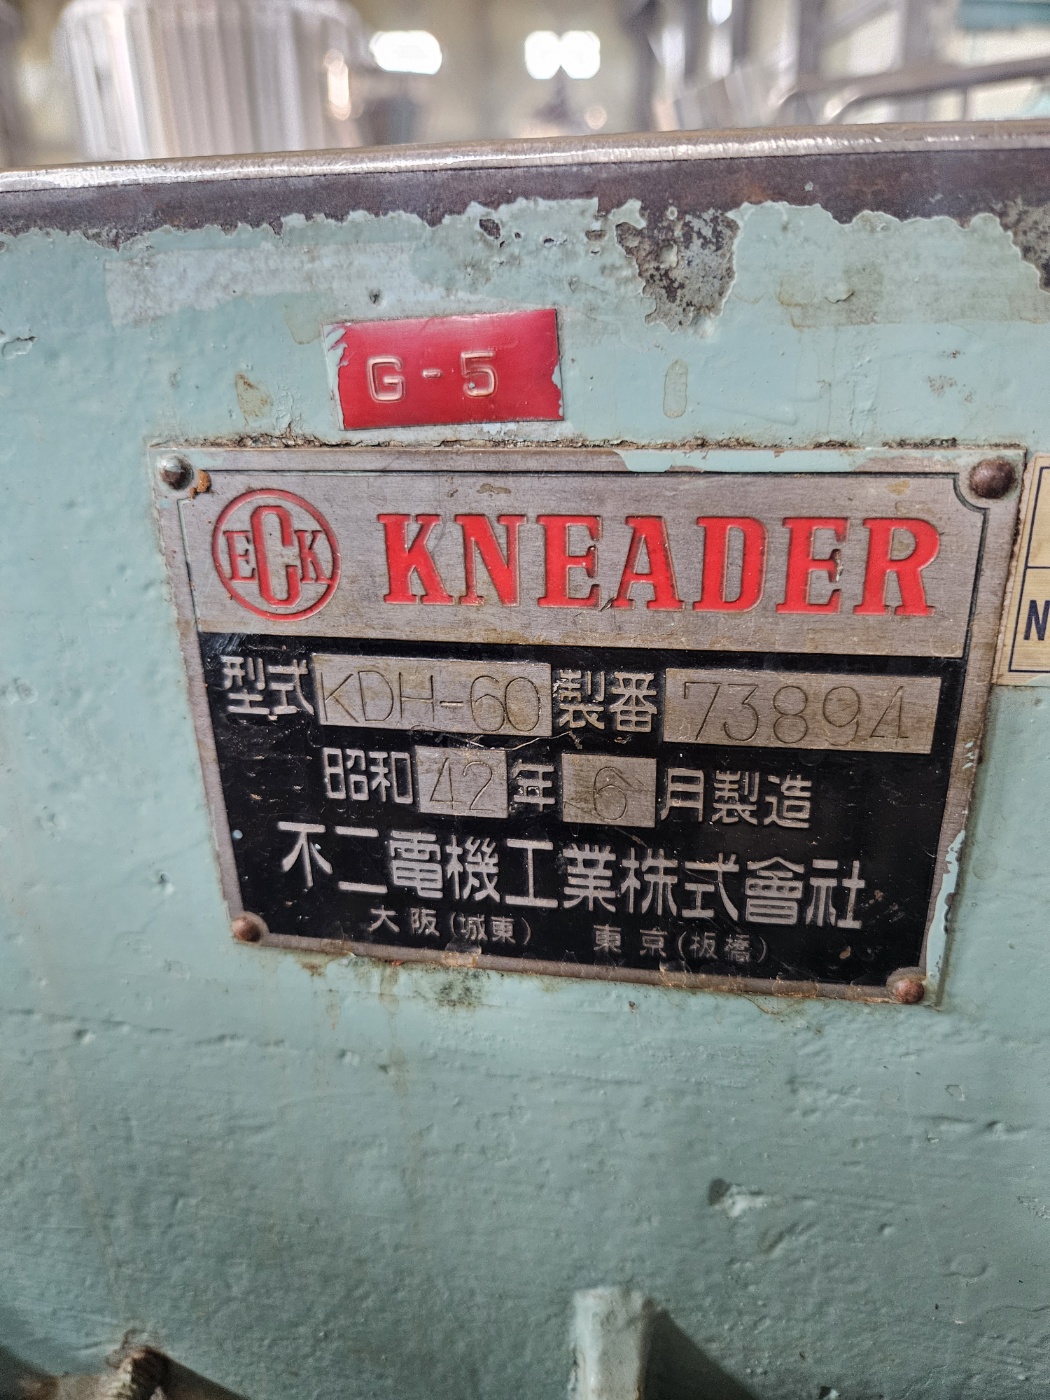 G-5
ECK KNEADER
型式 KDH-60 製番 73894
昭和 42 年 6 月製造
不二電機工業株式會社
大阪(城東) 東京(板橋)
N